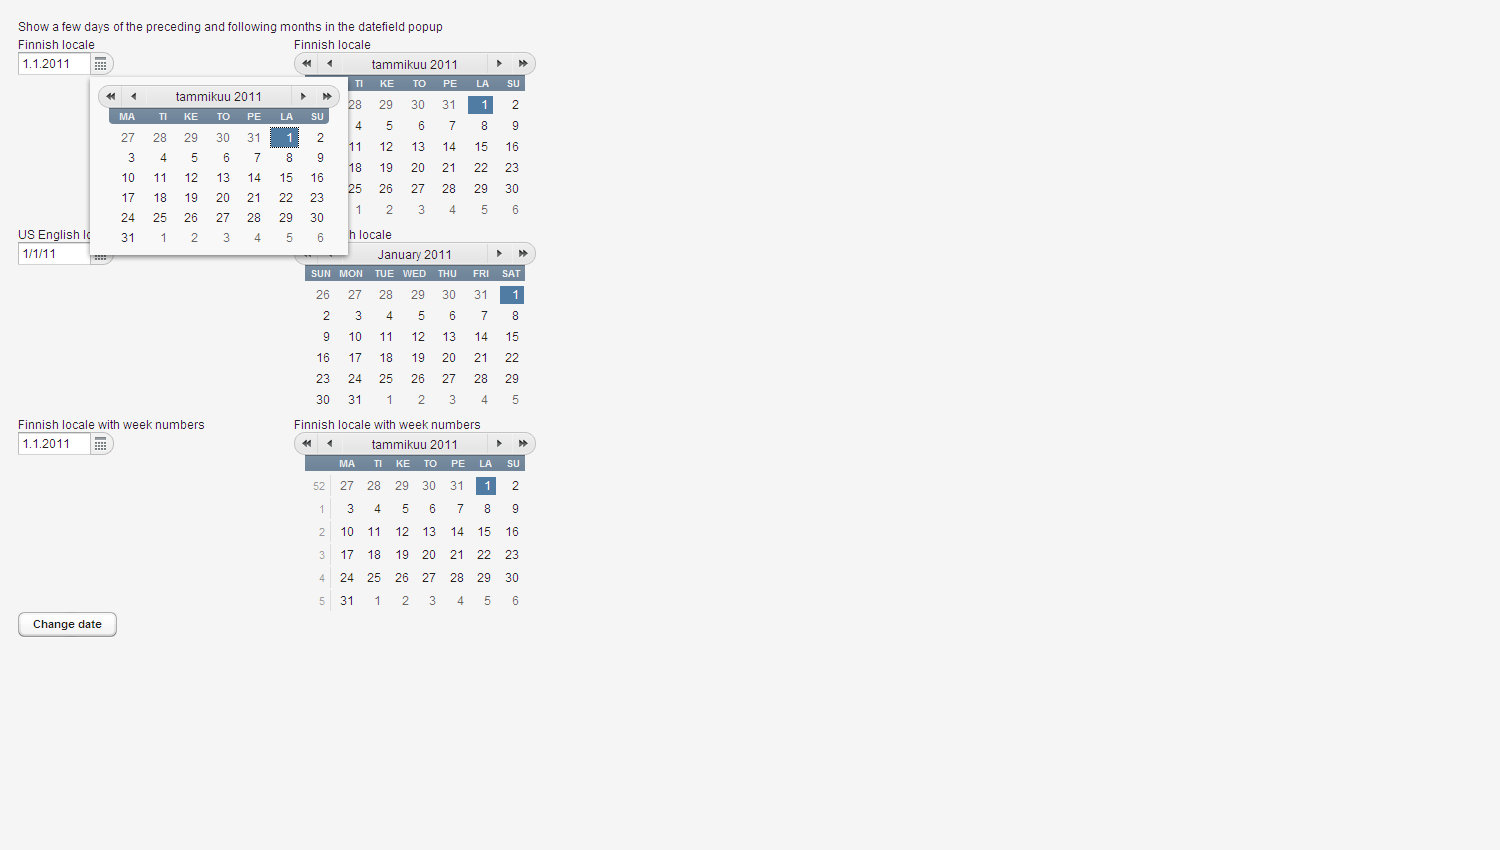 Show a few days of the preceding and following months in the datefield popup
Finnish locale
1.1.2011
tammikuu 2011
MA TI KE TO PE LA SU
27 28 29 30 31 1 2
3 4 5 6 7 8 9
10 11 12 13 14 15 16
17 18 19 20 21 22 23
24 25 26 27 28 29 30
31 1 2 3 4 5 6
Finnish locale
tammikuu 2011
TI KE TO PE LA SU
28 29 30 31 1 2
4 5 6 7 8 9
11 12 13 14 15 16
18 19 20 21 22 23
25 26 27 28 29 30
1 2 3 4 5 6
US English lo
1/1/11
h locale
January 2011
SUN MON TUE WED THU FRI SAT
26 27 28 29 30 31 1
2 3 4 5 6 7 8
9 10 11 12 13 14 15
16 17 18 19 20 21 22
23 24 25 26 27 28 29
30 31 1 2 3 4 5
Finnish locale with week numbers
1.1.2011
Finnish locale with week numbers
tammikuu 2011
MA TI KE TO PE LA SU
52 27 28 29 30 31 1 2
1 3 4 5 6 7 8 9
2 10 11 12 13 14 15 16
3 17 18 19 20 21 22 23
4 24 25 26 27 28 29 30
5 31 1 2 3 4 5 6
Change date